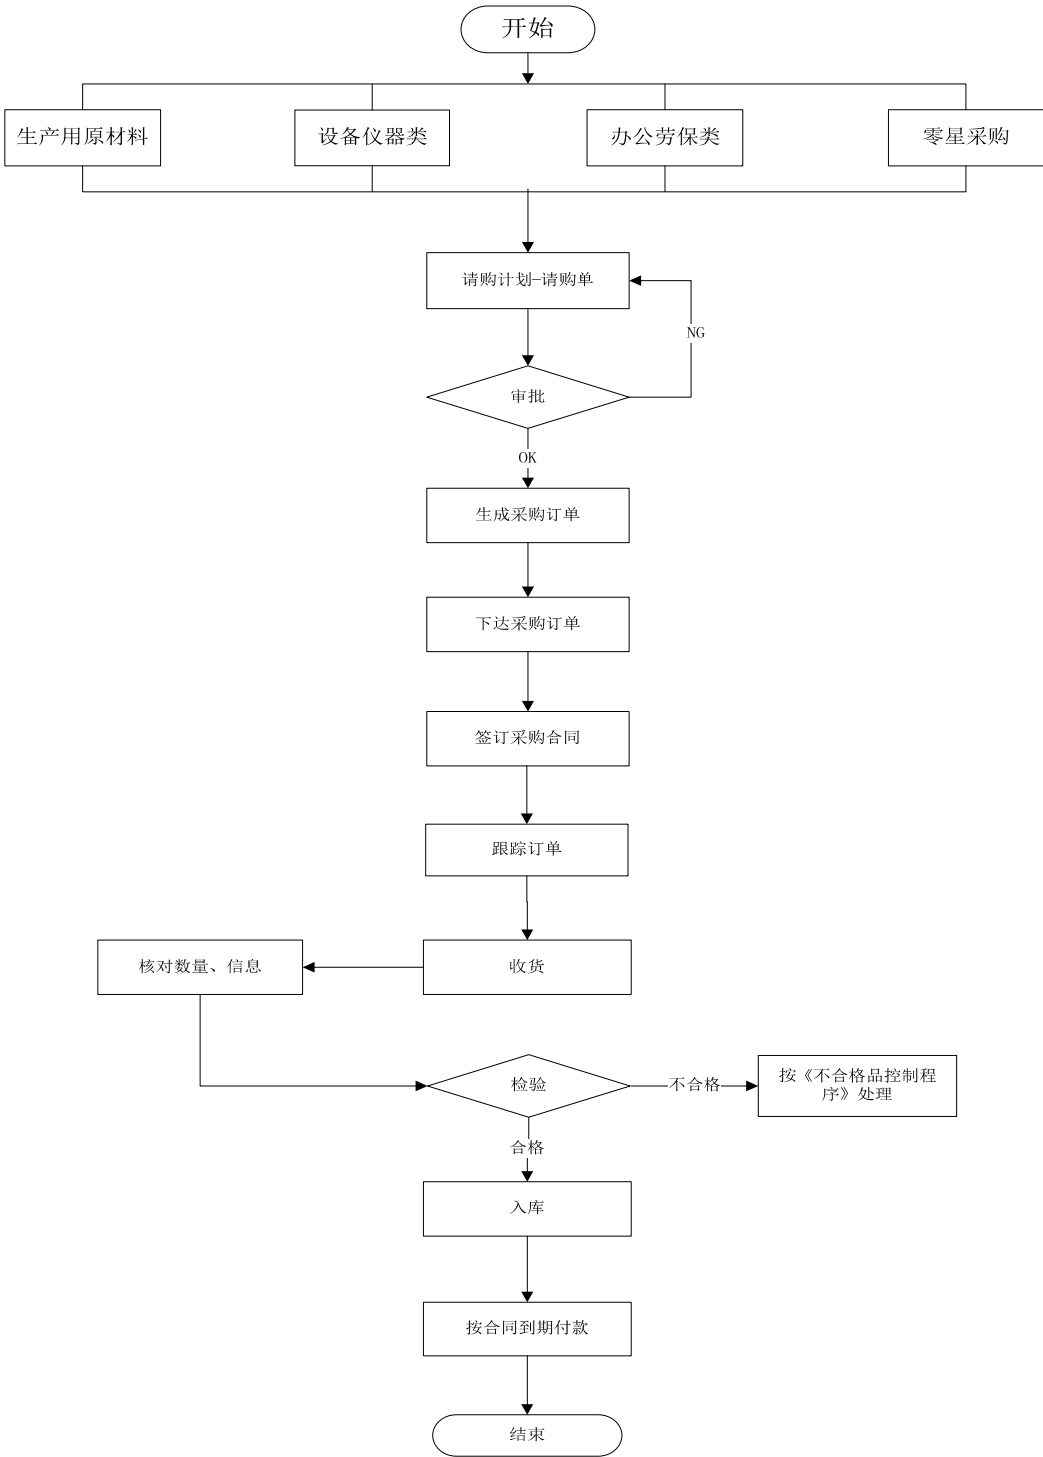 开始
生产用原材料
设备仪器类
办公劳保类
零星采购
请购计划-请购单
NG
审批
OK
生成采购订单
下达采购订单
签订采购合同
跟踪订单
核对数量、信息
收货
检验
不合格
按《不合格品控制程
序》处理
合格
入库
按合同到期付款
结束